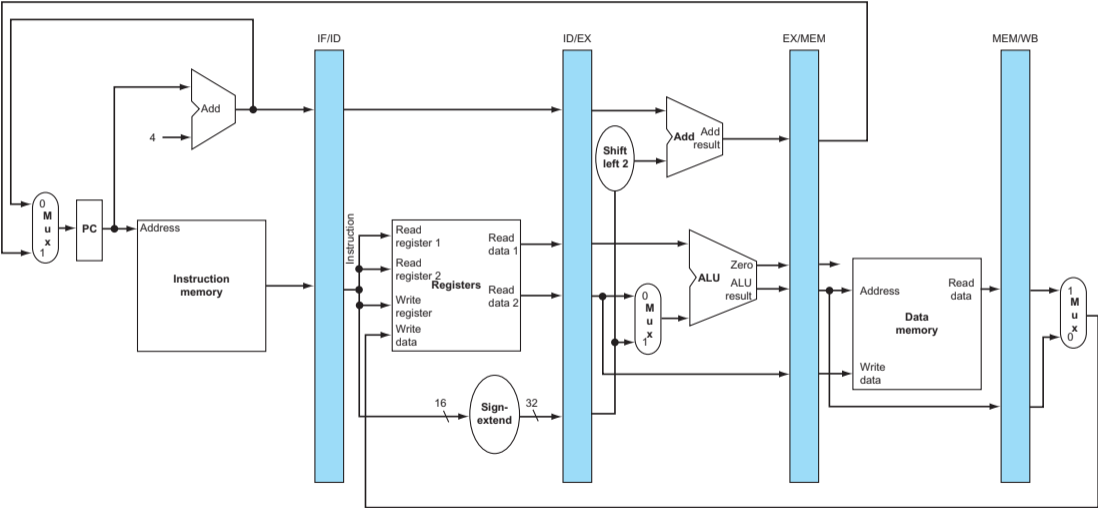 IF/ID
ID/EX
EX/MEM
MEM/WB
Add
4
Shift
left 2
Add
Add
result
0
M
u
x
1
PC
Address
Instruction
memory
Instruction
Read
register 1
Read
register 2
Write
register
Write
data
Registers
Read
data 1
Read
data 2
16
Sign-
extend
32
0
M
u
x
1
ALU
Zero
ALU
result
Address
Read
data
Data
memory
Write
data
1
M
u
x
0